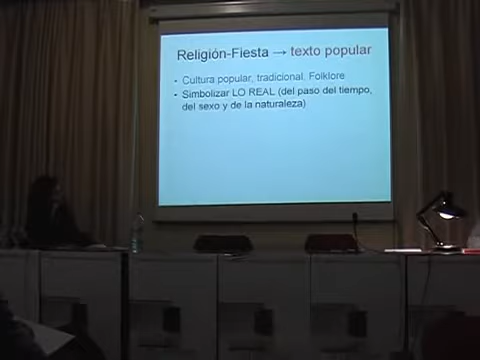 Religión-Fiesta → texto popular
• Cultura popular, tradicional. Folklore
• Simbolizar LO REAL (del paso del tiempo,
del sexo y de la naturaleza)